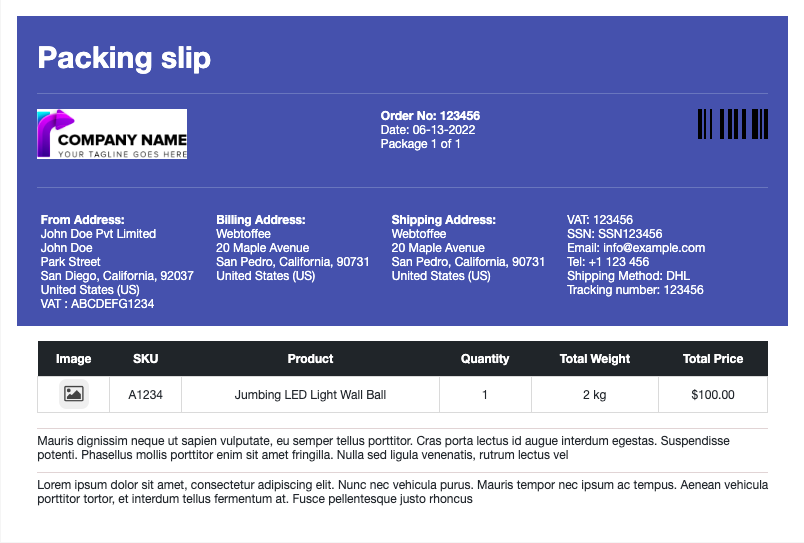 Packing slip
COMPANY NAME
YOUR TAGLINE GOES HERE
Order No: 123456
Date: 06-13-2022
Package 1 of 1
From Address:
John Doe Pvt Limited
John Doe
Park Street
San Diego, California, 92037
United States (US)
VAT : ABCDEFG1234
Billing Address:
Webtoffee
20 Maple Avenue
San Pedro, California, 90731
United States (US)
Shipping Address:
Webtoffee
20 Maple Avenue
San Pedro, California, 90731
United States (US)
VAT: 123456
SSN: SSN123456
Email: info@example.com
Tel: +1 123 456
Shipping Method: DHL
Tracking number: 123456
Image SKU Product Quantity Total Weight Total Price
A1234 Jumbing LED Light Wall Ball 1 2 kg $100.00
Mauris dignissim neque ut sapien vulputate, eu semper tellus porttitor. Cras porta lectus id augue interdum egestas. Suspendisse
potenti. Phasellus mollis porttitor enim sit amet fringilla. Nulla sed ligula venenatis, rutrum lectus vel
Lorem ipsum dolor sit amet, consectetur adipiscing elit. Nunc nec vehicula purus. Mauris tempor nec ipsum ac tempus. Aenean vehicula
porttitor tortor, et interdum tellus fermentum at. Fusce pellentesque justo rhoncus